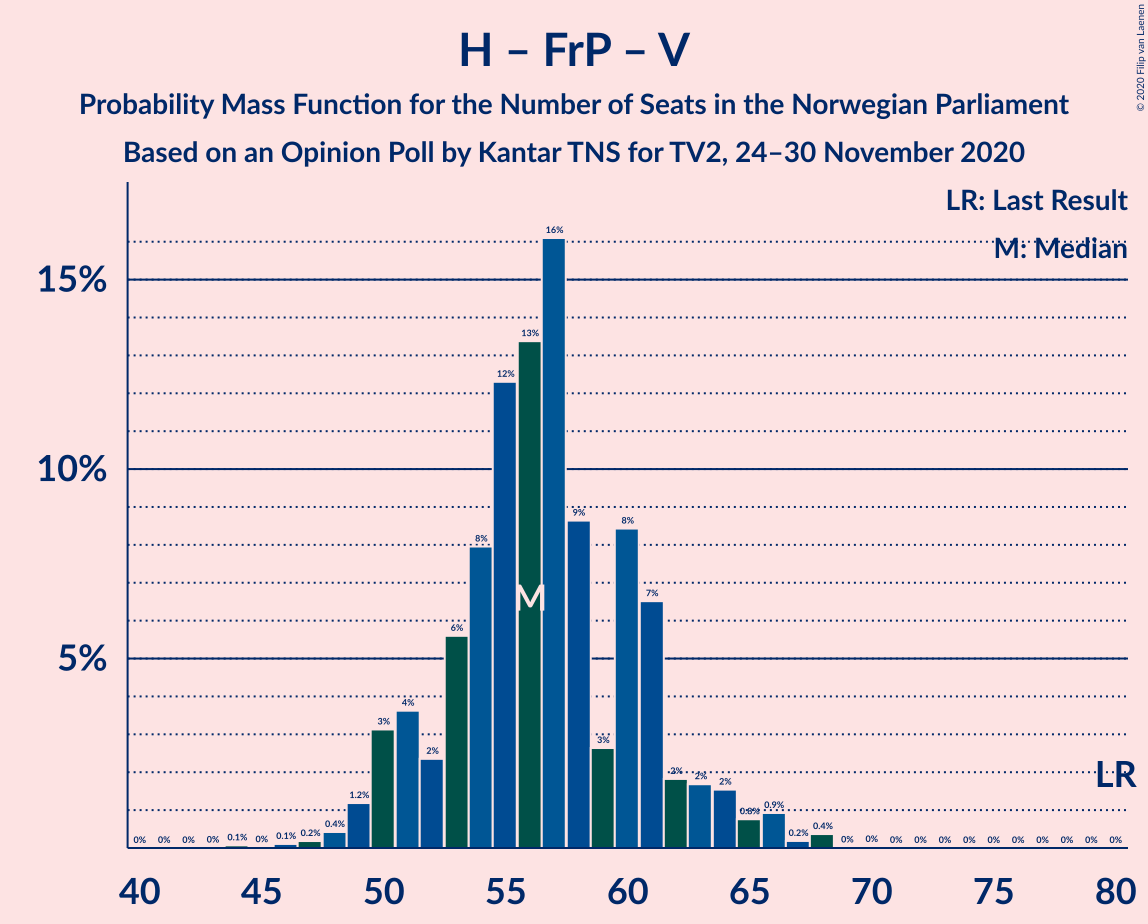 H – FrP – V
Probability Mass Function for the Number of Seats in the Norwegian Parliament
Based on an Opinion Poll by Kantar TNS for TV2, 24–30 November 2020
© 2020 Filip van Laenen
LR: Last Result
M: Median
15%
10%
5%
0% 0% 0% 0% 0.1% 0% 0.1% 0.2% 0.4% 1.2% 3% 4% 2% 6% 8% 12% 13% 16% 9% 3% 8% 7% 2% 2% 2% 0.8% 0.9% 0.2% 0.4% 0% 0% 0% 0% 0% 0% 0% 0% 0% 0% 0% 0%
M
LR
40 45 50 55 60 65 70 75 80